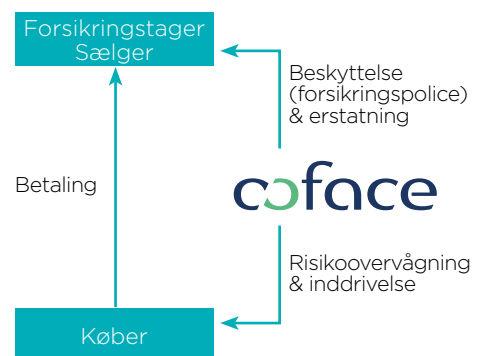 Forsikringstager
Sælger
Beskyttelse
(forsikringspolice)
& erstatning
Betaling
coface
Risikoovervågning
& inddrivelse
Køber